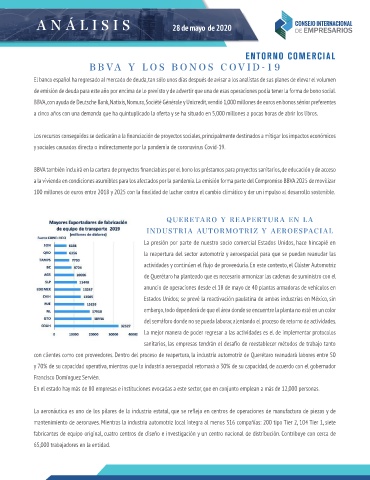 ANÁLISIS
28 de mayo de 2020
CONSEJO INTERNACIONAL
DE EMPRESARIOS
ENTORNO COMERCIAL
BBVA Y LOS BONOS COVID-19
El banco español ha regresado al mercado de deuda, tan sólo unos días después de avisar a los analistas de sus planes de elevar el volumen
de emisión de deuda para este año por encima de lo previsto y de advertir que una de esas operaciones podía tener la forma de bono social.
BBVA, con ayuda de Deutsche Bank, Natixis, Nomura, Société Générale y Unicredit, vendió 1,000 millones de euros en bonos sénior preferentes
a cinco años con una demanda que ha quintuplicado la oferta y se ha situado en 5,000 millones a pocas horas de abrir los libros.
Los recursos conseguidos se dedicarán a la financiación de proyectos sociales, principalmente destinados a mitigar los impactos económicos
y sociales causados directa o indirectamente por la pandemia de coronavirus Covid-19.
BBVA también incluirá en la cartera de proyectos financiables por el bono los préstamos para proyectos sanitarios, de educación y de acceso
a la vivienda en condiciones asumibles para los afectados por la pandemia. La emisión forma parte del Compromiso BBVA 2025 de movilizar
100 millones de euros entre 2018 y 2025 con la finalidad de luchar contra el cambio climático y dar un impulso al desarrollo sostenible.
Mayores Exportadores de fabricación
de equipo de transporte 2019
(millones de dólares)
QRO
TAMPS
BC
AGS
SLP
EDOMEX
CHIH
PUE
NL
GTO
COAH
0 10000 20000 30000 40000
QUERETARO Y REAPERTURA EN LA
INDUSTRIA AUTORMOTRIZ Y AEROESPACIAL
La presión por parte de nuestro socio comercial Estados Unidos, hace hincapié en
la reapertura del sector automotriz y aeroespacial para que se puedan reanudar las
actividades y continúen el flujo de proveeduría. En este contexto, el Clúster Automotriz
de Querétaro ha planteado que es necesario armonizar las cadenas de suministro con el
anuncio de operaciones desde el 18 de mayo de 40 plantas armadoras de vehículos en
Estados Unidos; se prevé la reactivación paulatina de ambas industrias en México, sin
embargo, todo dependerá de que el área donde se encuentre la planta no está en un color
del semáforo donde no se pueda laborar, alentando el proceso de retorno de actividades.
La mejor manera de poder regresar a las actividades es el de implementar protocolos
sanitarios, las empresas tendrán el desafío de reestablecer métodos de trabajo tanto
con clientes como con proveedores. Dentro del proceso de reapertura, la industria automotriz de Querétaro reanudará labores entre 50
y 70% de su capacidad operativa, mientras que la industria aeroespacial retornará a 50% de su capacidad, de acuerdo con el gobernador
Francisco Domínguez Servién.
En el estado hay más de 80 empresas e instituciones evocadas a este sector, que en conjunto emplean a más de 12,000 personas.
La aeronáutica es uno de los pilares de la industria estatal, que se refleja en centros de operaciones de manufactura de piezas y de
mantenimiento de aeronaves. Mientras la industria automotriz local integra al menos 316 compañías: 200 tipo Tier 2, 104 Tier 1, siete
fabricantes de equipo original, cuatro centros de diseño e investigación y un centro nacional de distribución. Contribuye con cerca de
65,000 trabajadores en la entidad.